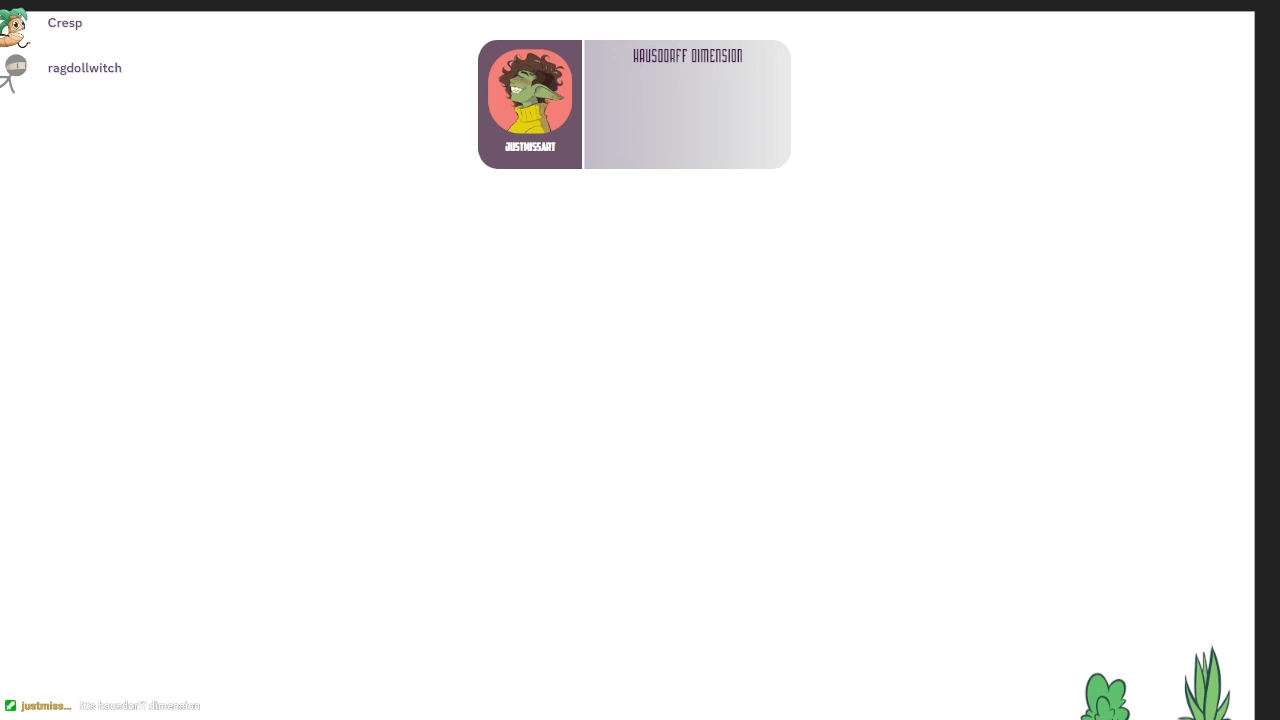 Cresp
ragdollwitch
HAUSDORFF DIMENSION
JUSTMISSART
justmiss... its hausdorff dimension